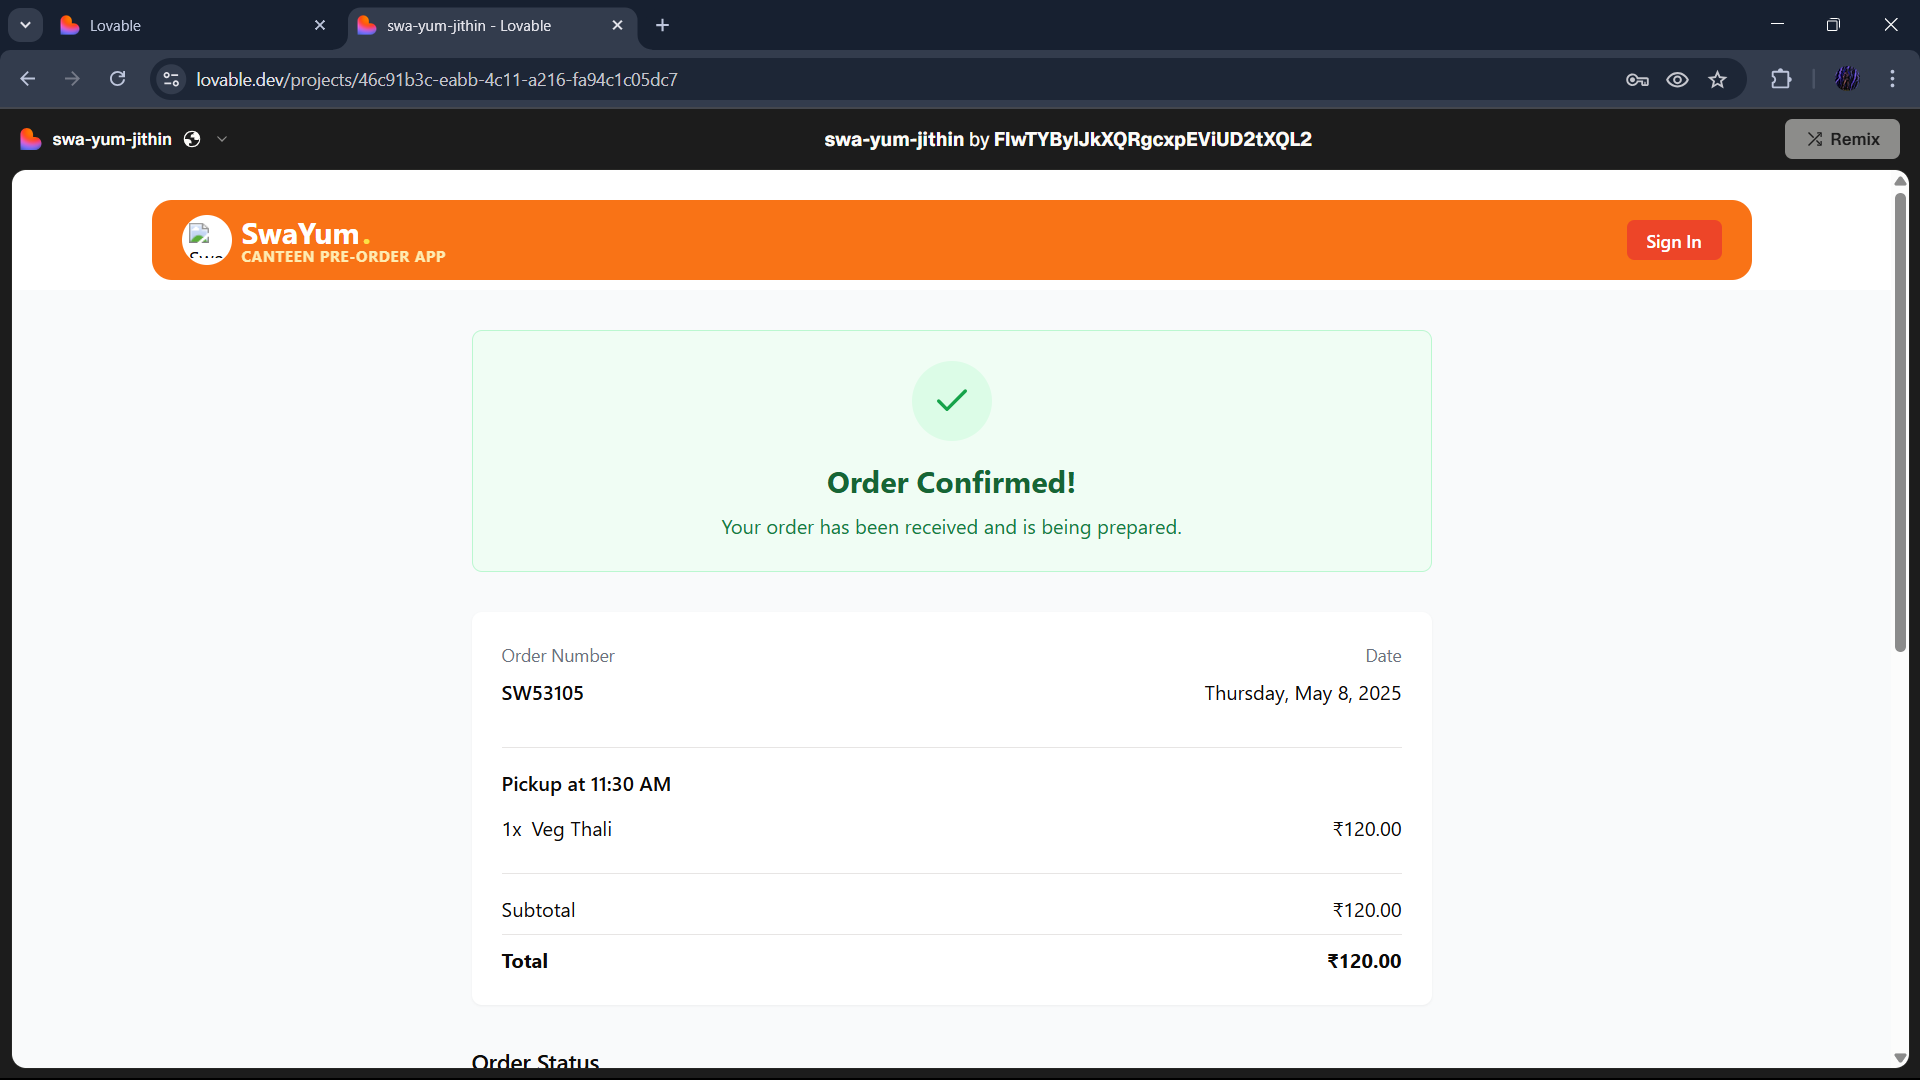 Lovable
swa-yum-jithin - Lovable
lovable.dev/projects/46c91b3c-eabb-4c11-a216-fa94c1c05dc7
swa-yum-jithin
swa-yum-jithin by FlwTYByIJkXQRgcxpEViUD2tXQL2
Remix
SwaYum.
CANTEEN PRE-ORDER APP
Sign In
Order Confirmed!
Your order has been received and is being prepared.
Order Number
Date
SW53105
Thursday, May 8, 2025
Pickup at 11:30 AM
1x Veg Thali
₹120.00
Subtotal
₹120.00
Total
₹120.00
Order Status